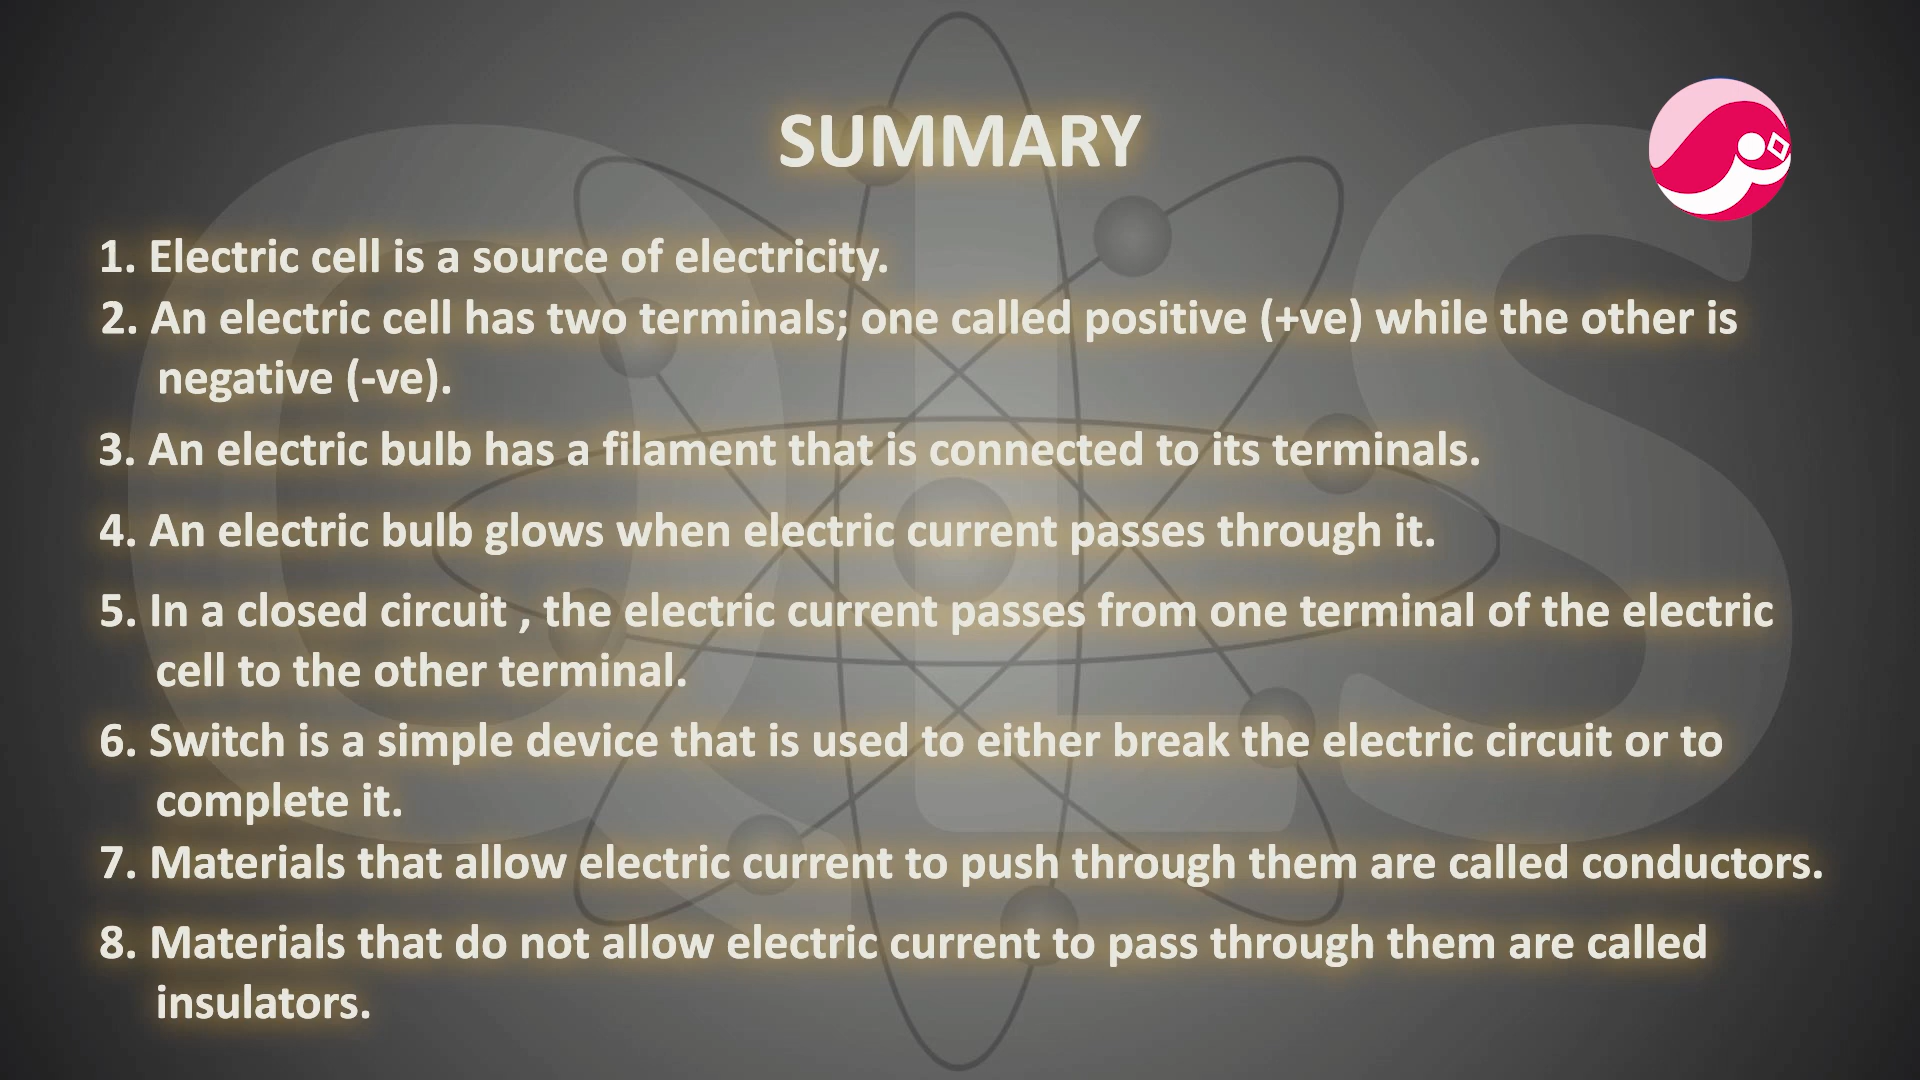 SUMMARY
1. Electric cell is a source of electricity.
2. An electric cell has two terminals; one called positive (+ve) while the other is
negative (-ve).
3. An electric bulb has a filament that is connected to its terminals.
4. An electric bulb glows when electric current passes through it.
5. In a closed circuit , the electric current passes from one terminal of the electric
cell to the other terminal.
6. Switch is a simple device that is used to either break the electric circuit or to
complete it.
7. Materials that allow electric current to push through them are called conductors.
8. Materials that do not allow electric current to pass through them are called
insulators.
QLS